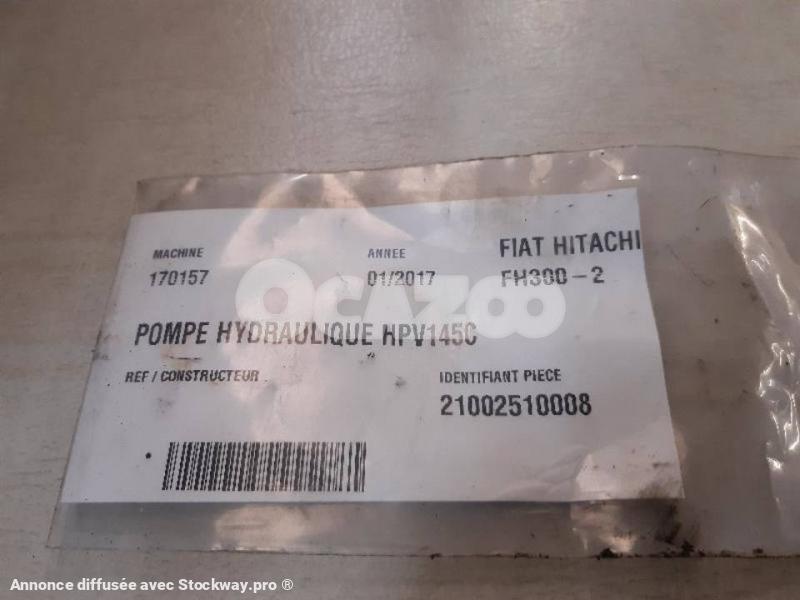 MACHINE ANNEE FIAT HITACHI
170157 01/2017 FH300-2
OCAZOO
POMPE HYDRAULIQUE HPV145C
REF / CONSTRUCTEUR IDENTIFIANT PIECE
21002510008
Annonce diffusée avec Stockway.pro ®